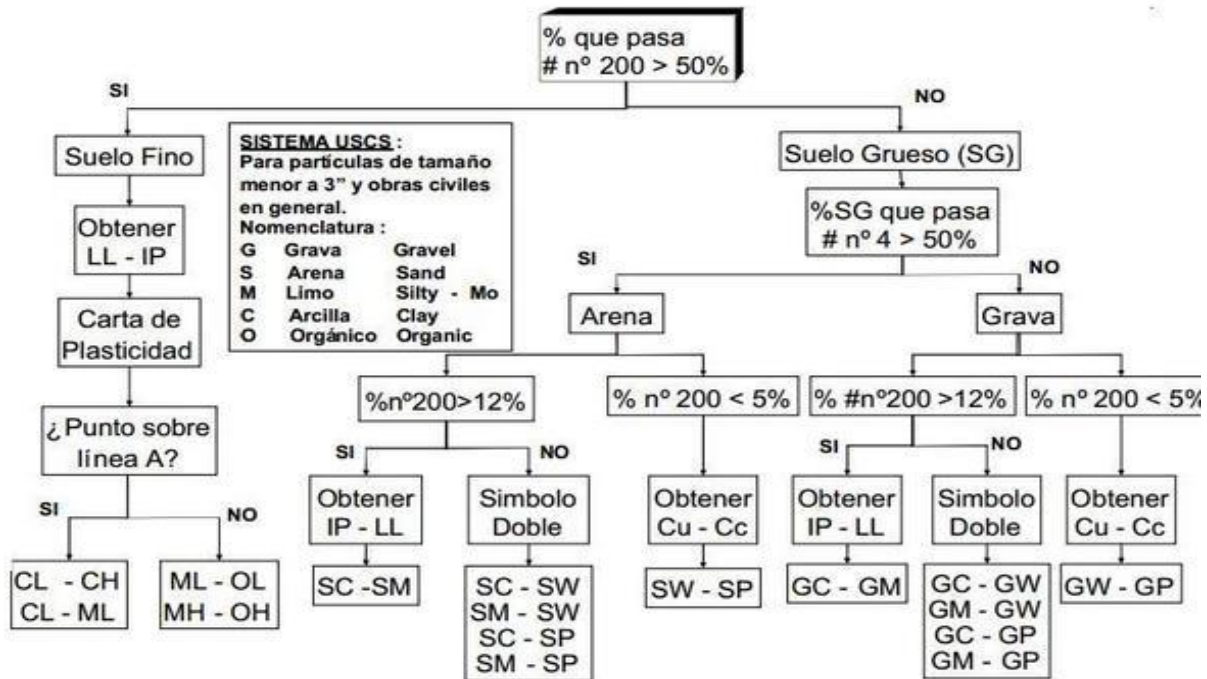 % que pasa
# nº 200 > 50%
SI
NO
Suelo Fino
SISTEMA USCS :
Para partículas de tamaño
menor a 3" y obras civiles
en general.
Nomenclatura :
G Grava Gravel
S Arena Sand
M Limo Silty - Mo
C Arcilla Clay
O Orgánico Organic
Suelo Grueso (SG)
Obtener
LL - IP
%SG que pasa
# nº 4 > 50%
SI
NO
Carta de
Plasticidad
Arena
Grava
¿Punto sobre
línea A?
%nº200>12%
% nº 200 < 5%
% #nº200 >12%
% nº 200 < 5%
SI
NO
SI
NO
SI
NO
Obtener
IP - LL
Simbolo
Doble
Obtener
Cu - Cc
Obtener
IP - LL
Simbolo
Doble
Obtener
Cu - Cc
CL - CH
CL - ML
ML - OL
MH - OH
SC -SM
SC - SW
SM - SW
SC - SP
SM - SP
SW - SP
GC - GM
GC - GW
GM - GW
GC - GP
GM - GP
GW - GP